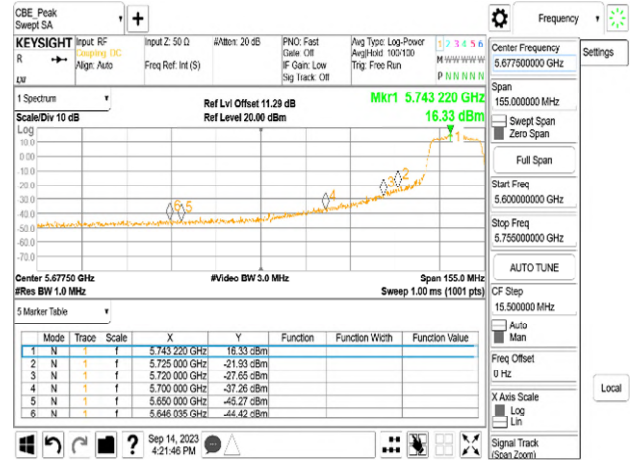 CBE_Peak
Swept SA
Frequency
KEYSIGHT
Input: RF
Input Z: 50 Ω
#Atten: 20 dB
PNO: Fast
Avg Type: Log-Power
1 2 3 4 5 6
R
Coupling: DC
Gate: Off
Avg|Hold: 100/100
M W W W W W
Align: Auto
Freq Ref: Int (S)
IF Gain: Low
Trig: Free Run
Sig Track: Off
P N N N N N
Center Frequency
5.677500000 GHz
Settings
Span
155.000000 MHz
Swept Span
Zero Span
Full Span
Start Freq
5.600000000 GHz
Stop Freq
5.755000000 GHz
AUTO TUNE
CF Step
15.500000 MHz
Auto
Man
Freq Offset
0 Hz
X Axis Scale
Log
Lin
Signal Track
(Span Zoom)
Local
1 Spectrum
Scale/Div 10 dB
Ref Lvl Offset 11.29 dB
Ref Level 20.00 dBm
Mkr1 5.743 220 GHz
16.33 dBm
Log
10.0
0.00
-10.0
-20.0
-30.0
-40.0
-50.0
-60.0
-70.0
1
2
3
4
5
6
Center 5.67750 GHz
#Video BW 3.0 MHz
Span 155.0 MHz
#Res BW 1.0 MHz
Sweep 1.00 ms (1001 pts)
5 Marker Table
Mode Trace Scale X Y Function Function Width Function Value
1 N 1 f 5.743 220 GHz 16.33 dBm
2 N 1 f 5.725 000 GHz -21.93 dBm
3 N 1 f 5.720 000 GHz -27.65 dBm
4 N 1 f 5.700 000 GHz -37.26 dBm
5 N 1 f 5.650 000 GHz -45.27 dBm
6 N 1 f 5.646 035 GHz -44.42 dBm
Sep 14, 2023
4:21:46 PM